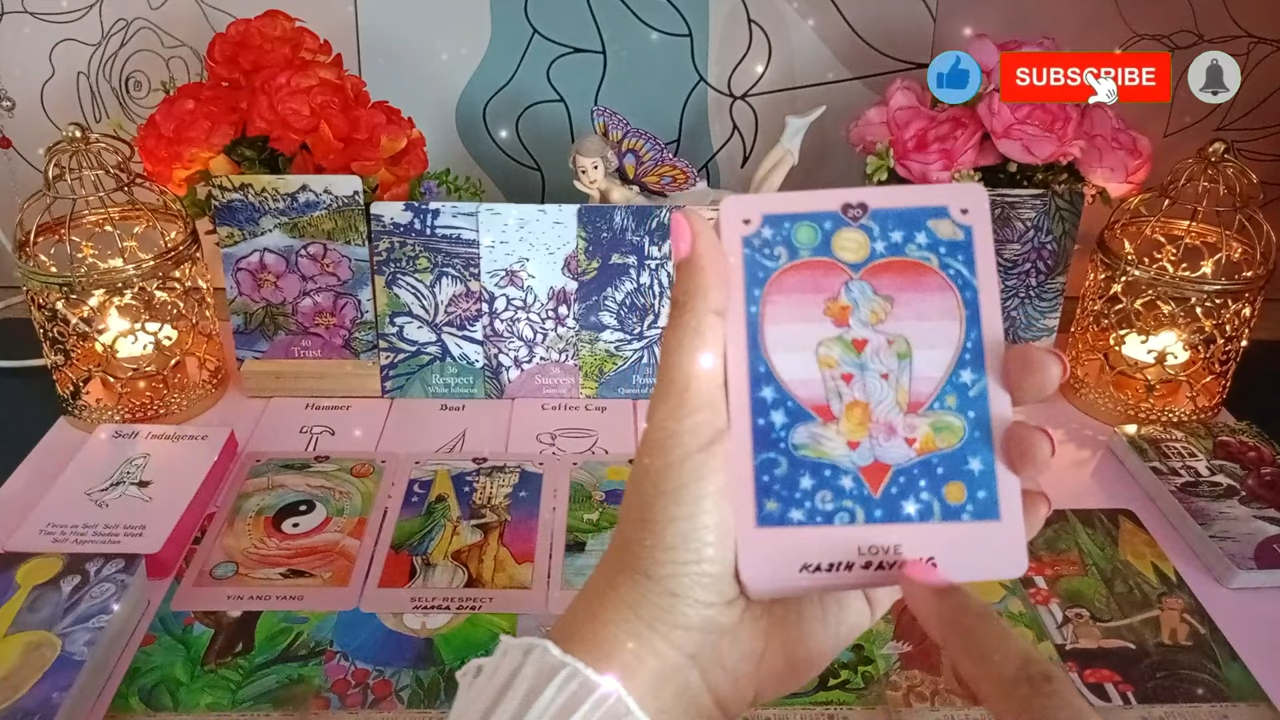 SUBSCRIBE
20
40
Trust
36
Respect
White hibiscus
38
Success
Jasmine
31
Hammer
Boat
Coffee Cup
Self Indulgence
Focus on Self. Self-Worth.
Time to Heal. Shadow Work.
Self-Appreciation.
YIN AND YANG
SELF-RESPECT
HARGA DIRI
LOVE
KASIH SAYANG